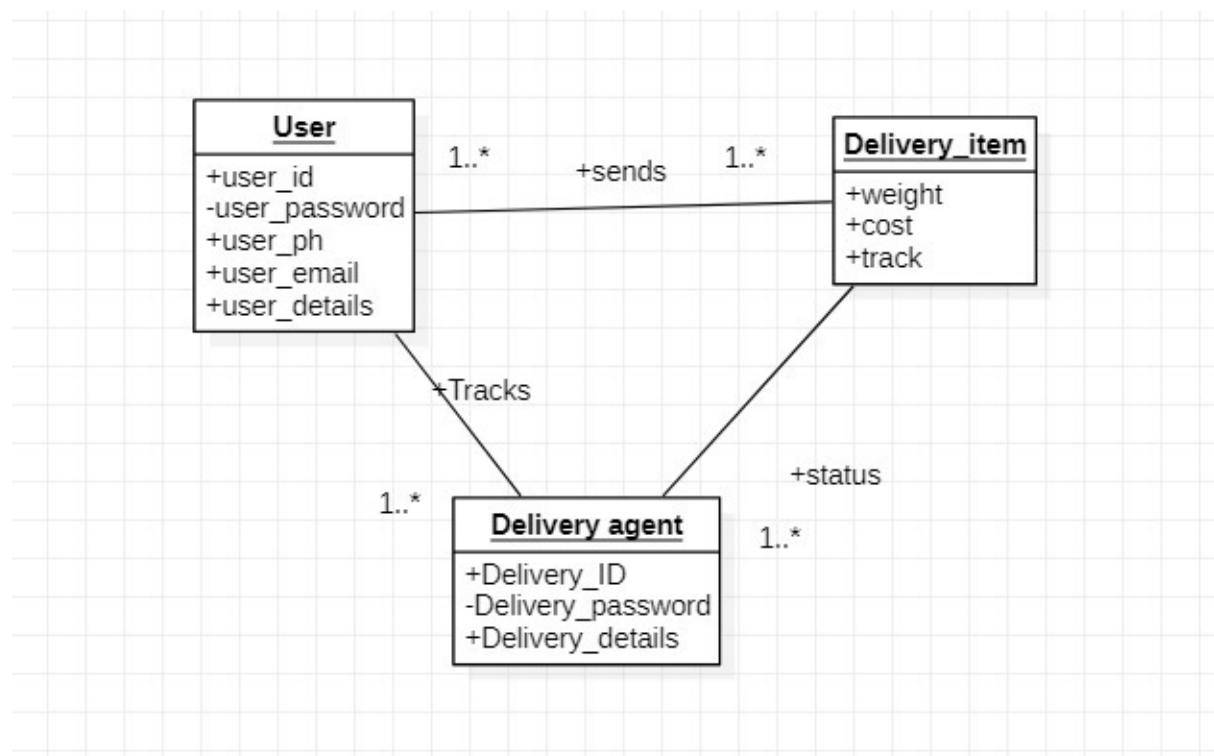 User
+user_id
-user_password
+user_ph
+user_email
+user_details
1..*
+sends
1..*
Delivery_item
+weight
+cost
+track
+Tracks
1..*
+status
1..*
Delivery agent
+Delivery_ID
-Delivery_password
+Delivery_details